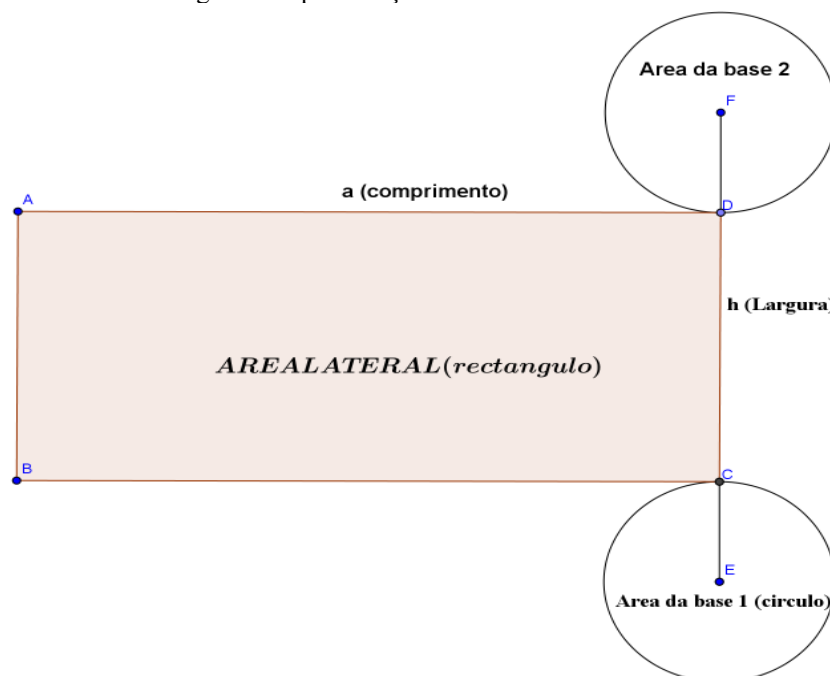 Area da base 2
F
A
a (comprimento)
D
h (Largura)
AREALATERAL(rectangulo)
B
C
E
Area da base 1 (circulo)